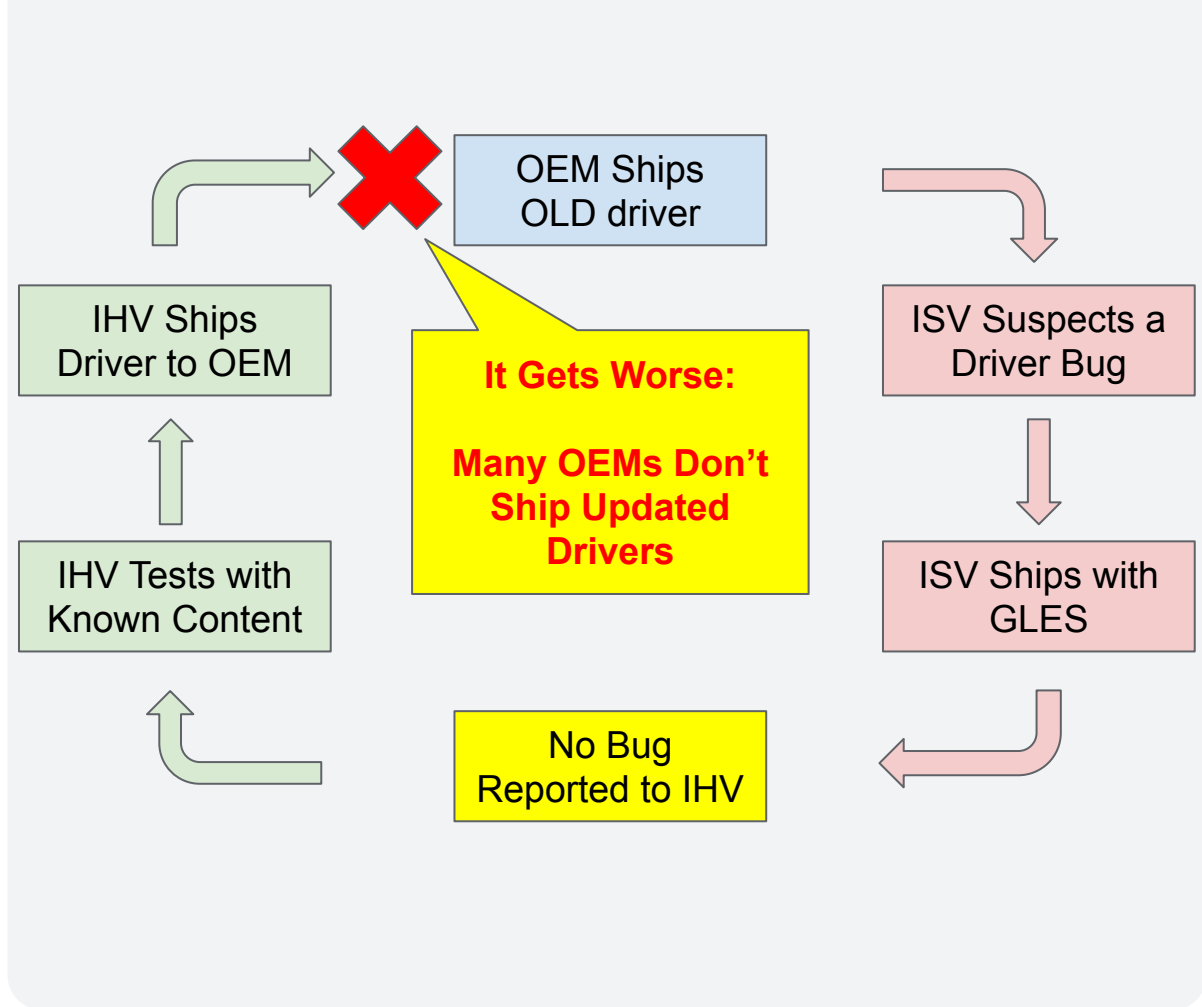 OEM Ships
OLD driver
IHV Ships
Driver to OEM
ISV Suspects a
Driver Bug
It Gets Worse:
Many OEMs Don’t
Ship Updated
Drivers
IHV Tests with
Known Content
ISV Ships with
GLES
No Bug
Reported to IHV